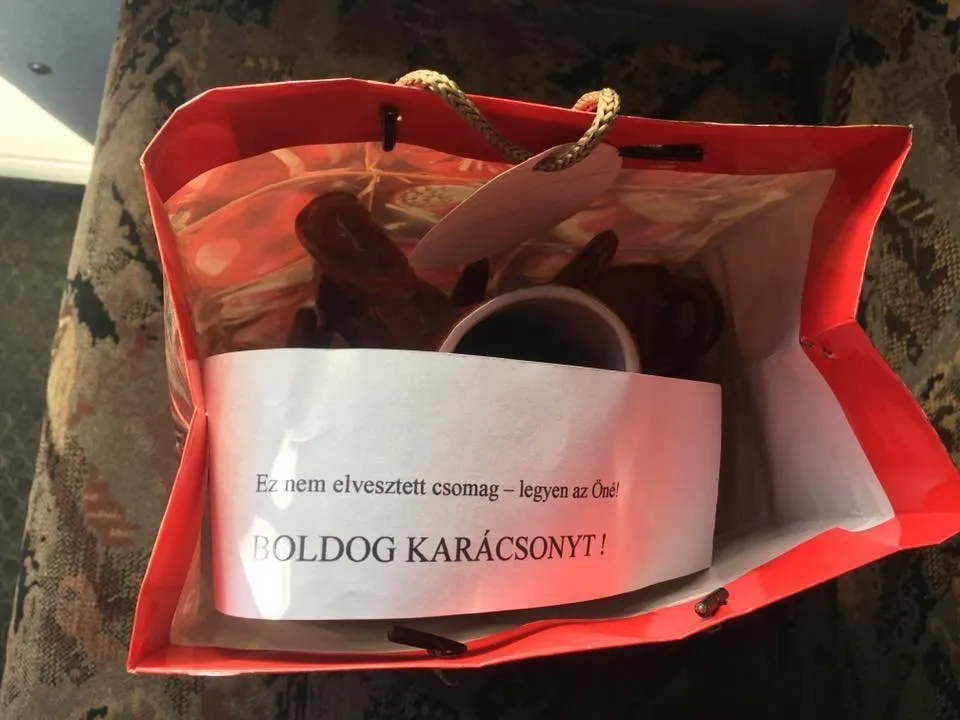 Ez nem elvesztett csomag – legyen az Öné!
BOLDOG KARÁCSONYT !